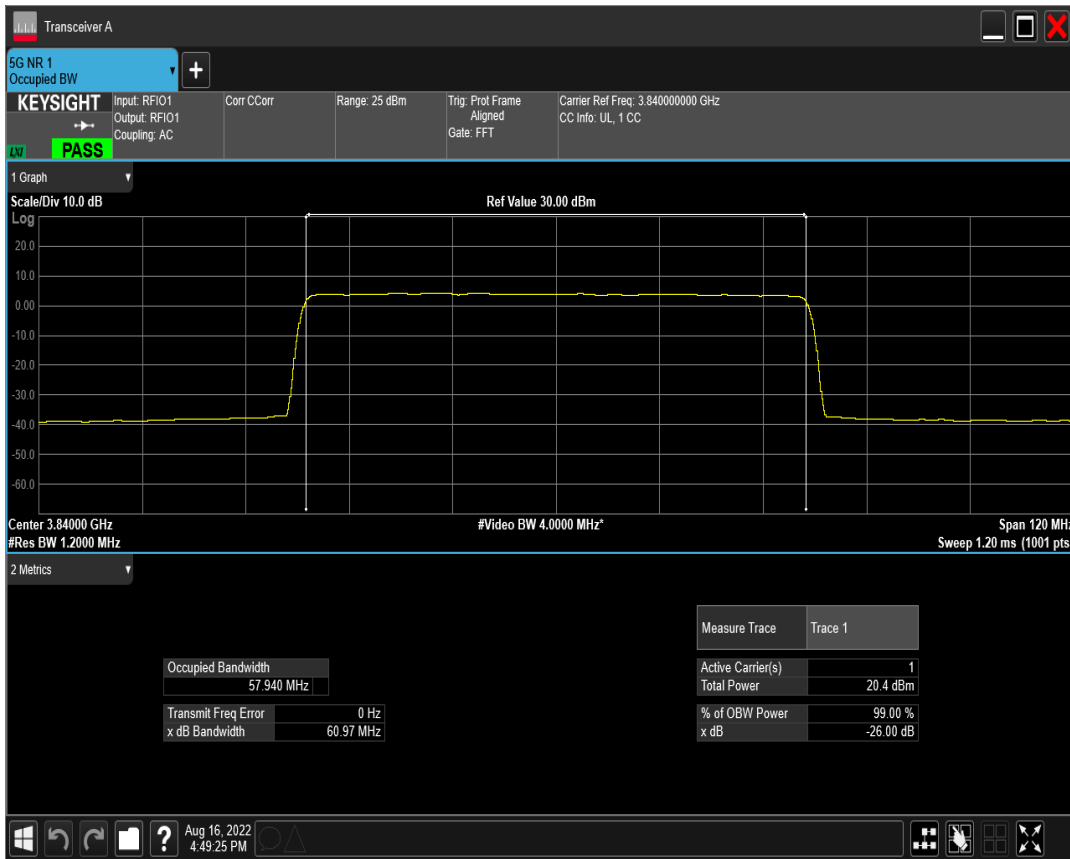 Transceiver A
5G NR 1
Occupied BW
KEYSIGHT
LXI
PASS
Input: RFIO1
Output: RFIO1
Coupling: AC
Corr CCorr
Range: 25 dBm
Trig: Prot Frame
Aligned
Gate: FFT
Carrier Ref Freq: 3.840000000 GHz
CC Info: UL, 1 CC
1 Graph
Scale/Div 10.0 dB
Ref Value 30.00 dBm
Log
20.0
10.0
0.00
-10.0
-20.0
-30.0
-40.0
-50.0
-60.0
Center 3.84000 GHz
#Video BW 4.0000 MHz*
Span 120 MHz
#Res BW 1.2000 MHz
Sweep 1.20 ms (1001 pts
2 Metrics
Measure Trace Trace 1
Occupied Bandwidth
57.940 MHz
Active Carrier(s) 1
Total Power 20.4 dBm
Transmit Freq Error 0 Hz
x dB Bandwidth 60.97 MHz
% of OBW Power 99.00 %
x dB -26.00 dB
?
Aug 16, 2022
4:49:25 PM